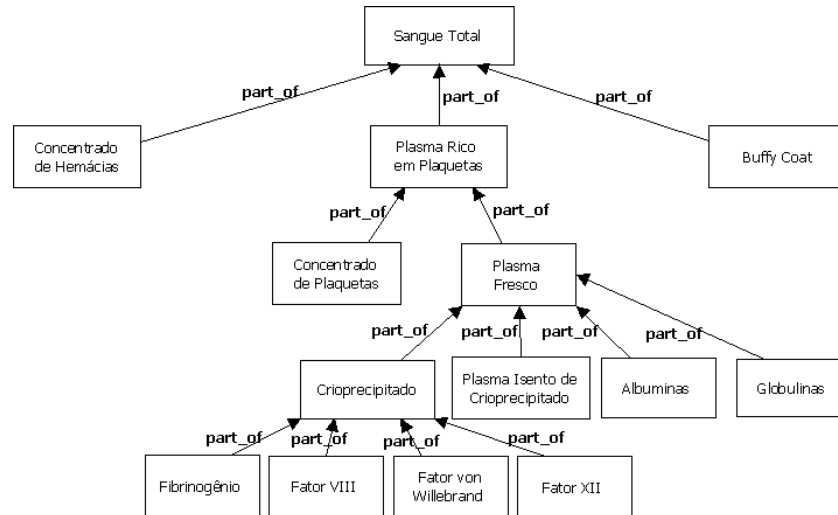 Sangue Total
part_of
part_of
part_of
Concentrado
de Hemácias
Plasma Rico
em Plaquetas
Buffy Coat
part_of
part_of
Concentrado
de Plaquetas
Plasma
Fresco
part_of
part_of
part_of
part_of
Crioprecipitado
Plasma Isento de
Crioprecipitado
Albuminas
Globulinas
part_of
part_of
part_of
part_of
Fibrinogênio
Fator VIII
Fator von
Willebrand
Fator XII